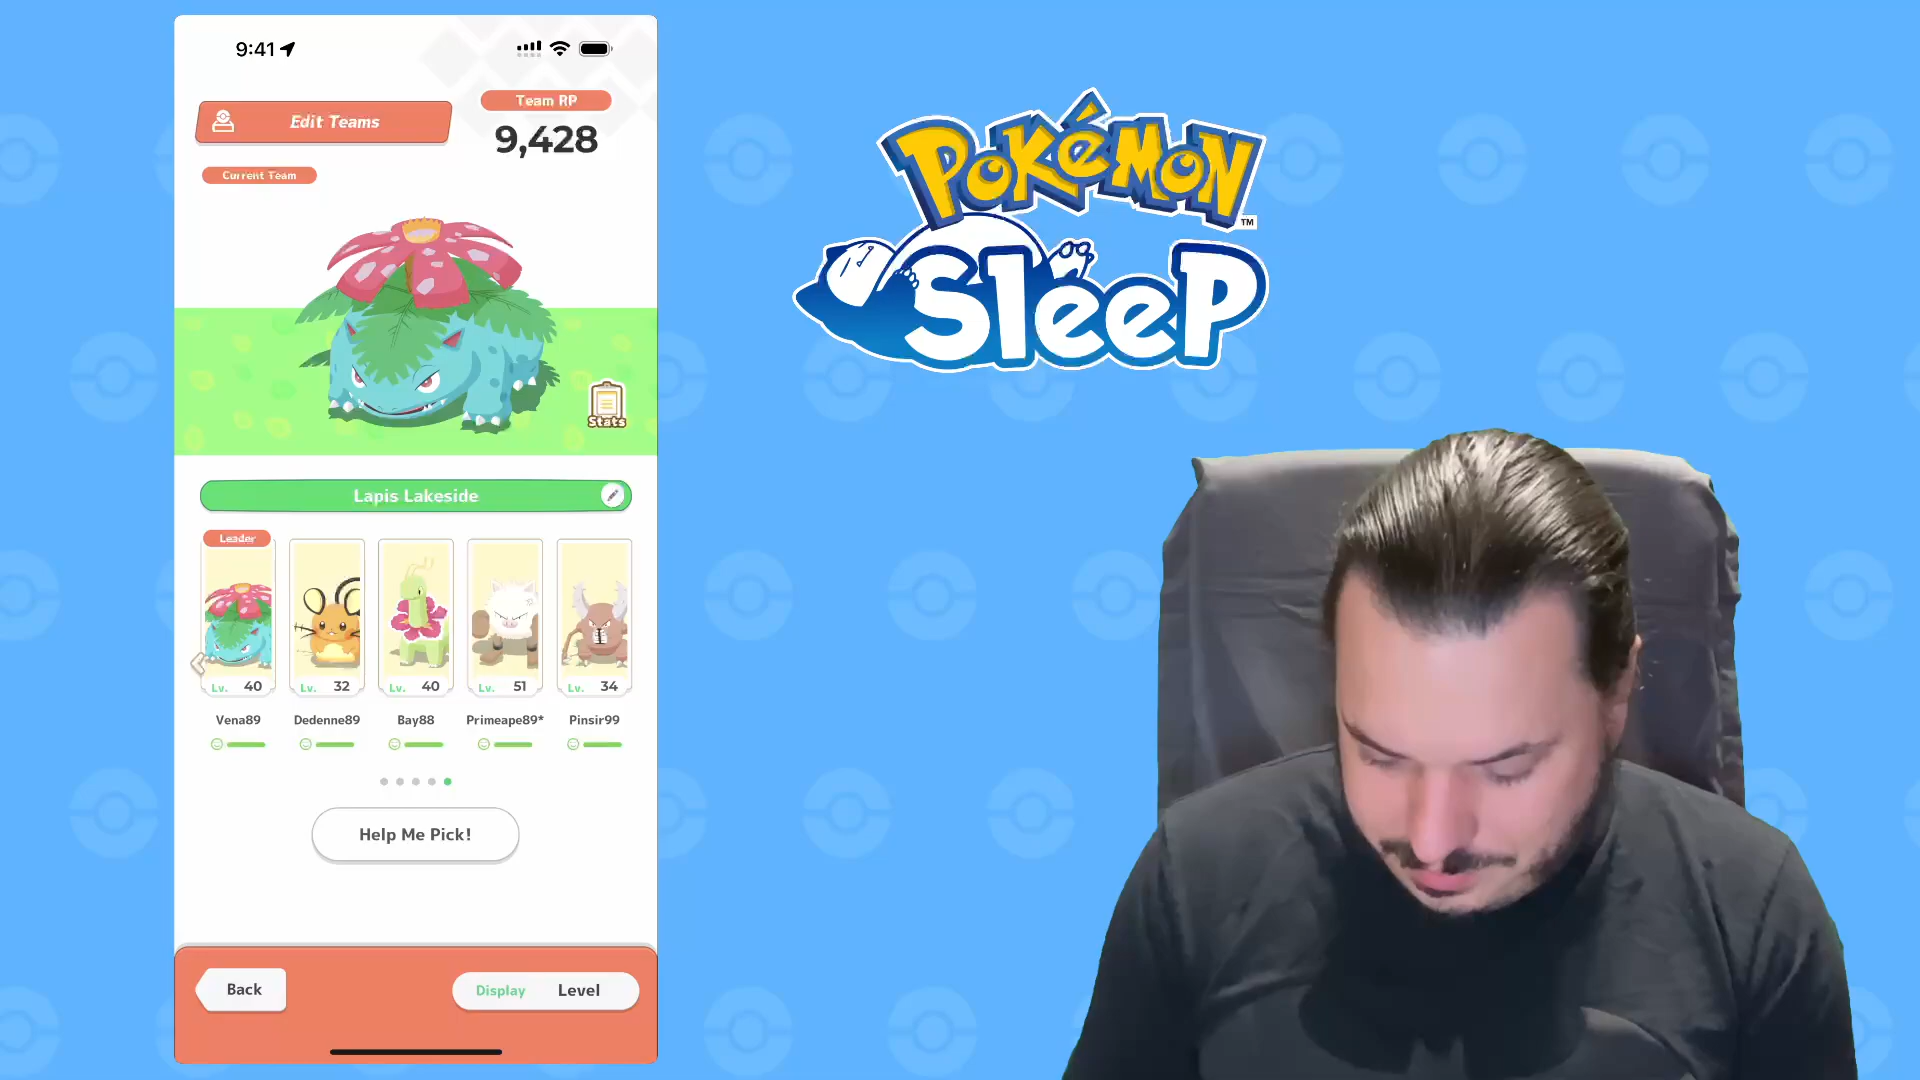 9:41
Edit Teams
Team RP
9,428
Current Team
Stats
Lapis Lakeside
Leader
Lv. 40
Lv. 32
Lv. 40
Lv. 51
Lv. 34
Vena89
Dedenne89
Bay88
Primeape89*
Pinsir99
Help Me Pick!
Back
Display
Level
POKéMON
TM
Sleep